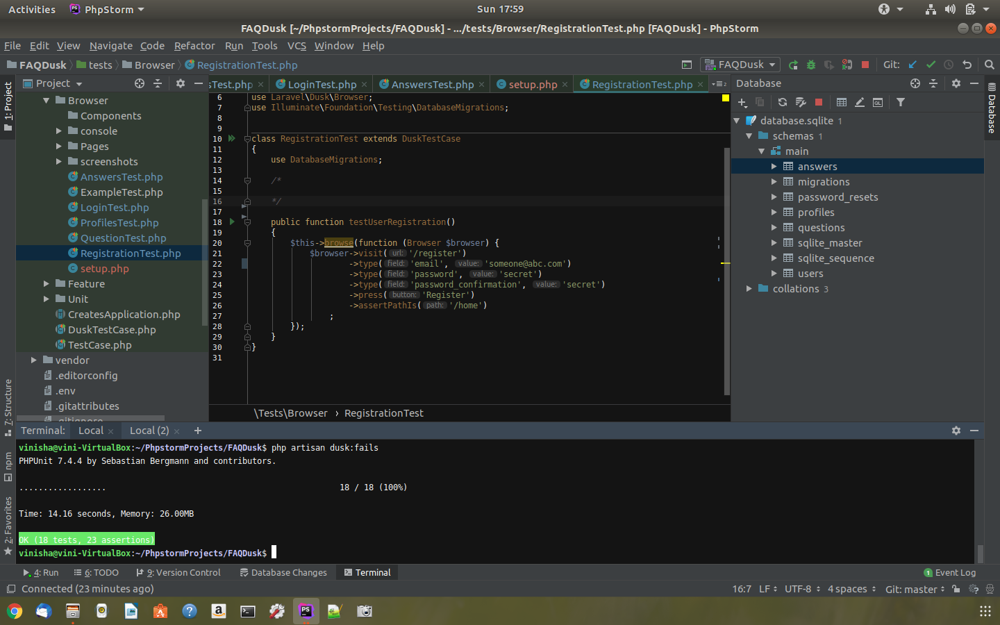 Activities PhpStorm Sun 17:59
FAQDusk [~/PhpstormProjects/FAQDusk] - .../tests/Browser/RegistrationTest.php [FAQDusk] - PhpStorm
File Edit View Navigate Code Refactor Run Tools VCS Window Help
FAQDusk tests Browser RegistrationTest.php FAQDusk Git:
1: Project
7: Structure
npm
2: Favorites
Project
Browser
Components
console
Pages
screenshots
AnswersTest.php
ExampleTest.php
LoginTest.php
ProfilesTest.php
QuestionTest.php
RegistrationTest.php
setup.php
Feature
Unit
CreatesApplication.php
DuskTestCase.php
TestCase.php
vendor
.editorconfig
.env
.gitattributes
.gitignore
sTest.php LoginTest.php AnswersTest.php setup.php RegistrationTest.php 2
6 use Laravel\Dusk\Browser;
7 use Illuminate\Foundation\Testing\DatabaseMigrations;
8
9
10 class RegistrationTest extends DuskTestCase
11 {
12 use DatabaseMigrations;
13
14 /*
15
16 */
17
18 public function testUserRegistration()
19 {
20 $this->browse(function (Browser $browser) {
21 $browser->visit( url: '/register')
22 ->type( field: 'email', value: 'someone@abc.com')
23 ->type( field: 'password', value: 'secret')
24 ->type( field: 'password_confirmation', value: 'secret')
25 ->press( button: 'Register')
26 ->assertPathIs( path: '/home')
27 ;
28 });
29 }
30 }
31
\Tests\Browser › RegistrationTest
Database
QL
database.sqlite 1
schemas 1
main
answers
migrations
password_resets
profiles
questions
sqlite_master
sqlite_sequence
users
collations 3
Database
Terminal: Local Local (2)
vinisha@vini-VirtualBox:~/PhpstormProjects/FAQDusk$ php artisan dusk:fails
PHPUnit 7.4.4 by Sebastian Bergmann and contributors.
.................. 18 / 18 (100%)
Time: 14.16 seconds, Memory: 26.00MB
OK (18 tests, 23 assertions)
vinisha@vini-VirtualBox:~/PhpstormProjects/FAQDusk$
4: Run 6: TODO 9: Version Control Database Changes Terminal 1 Event Log
Connected (23 minutes ago) 16:7 LF UTF-8 4 spaces Git: master